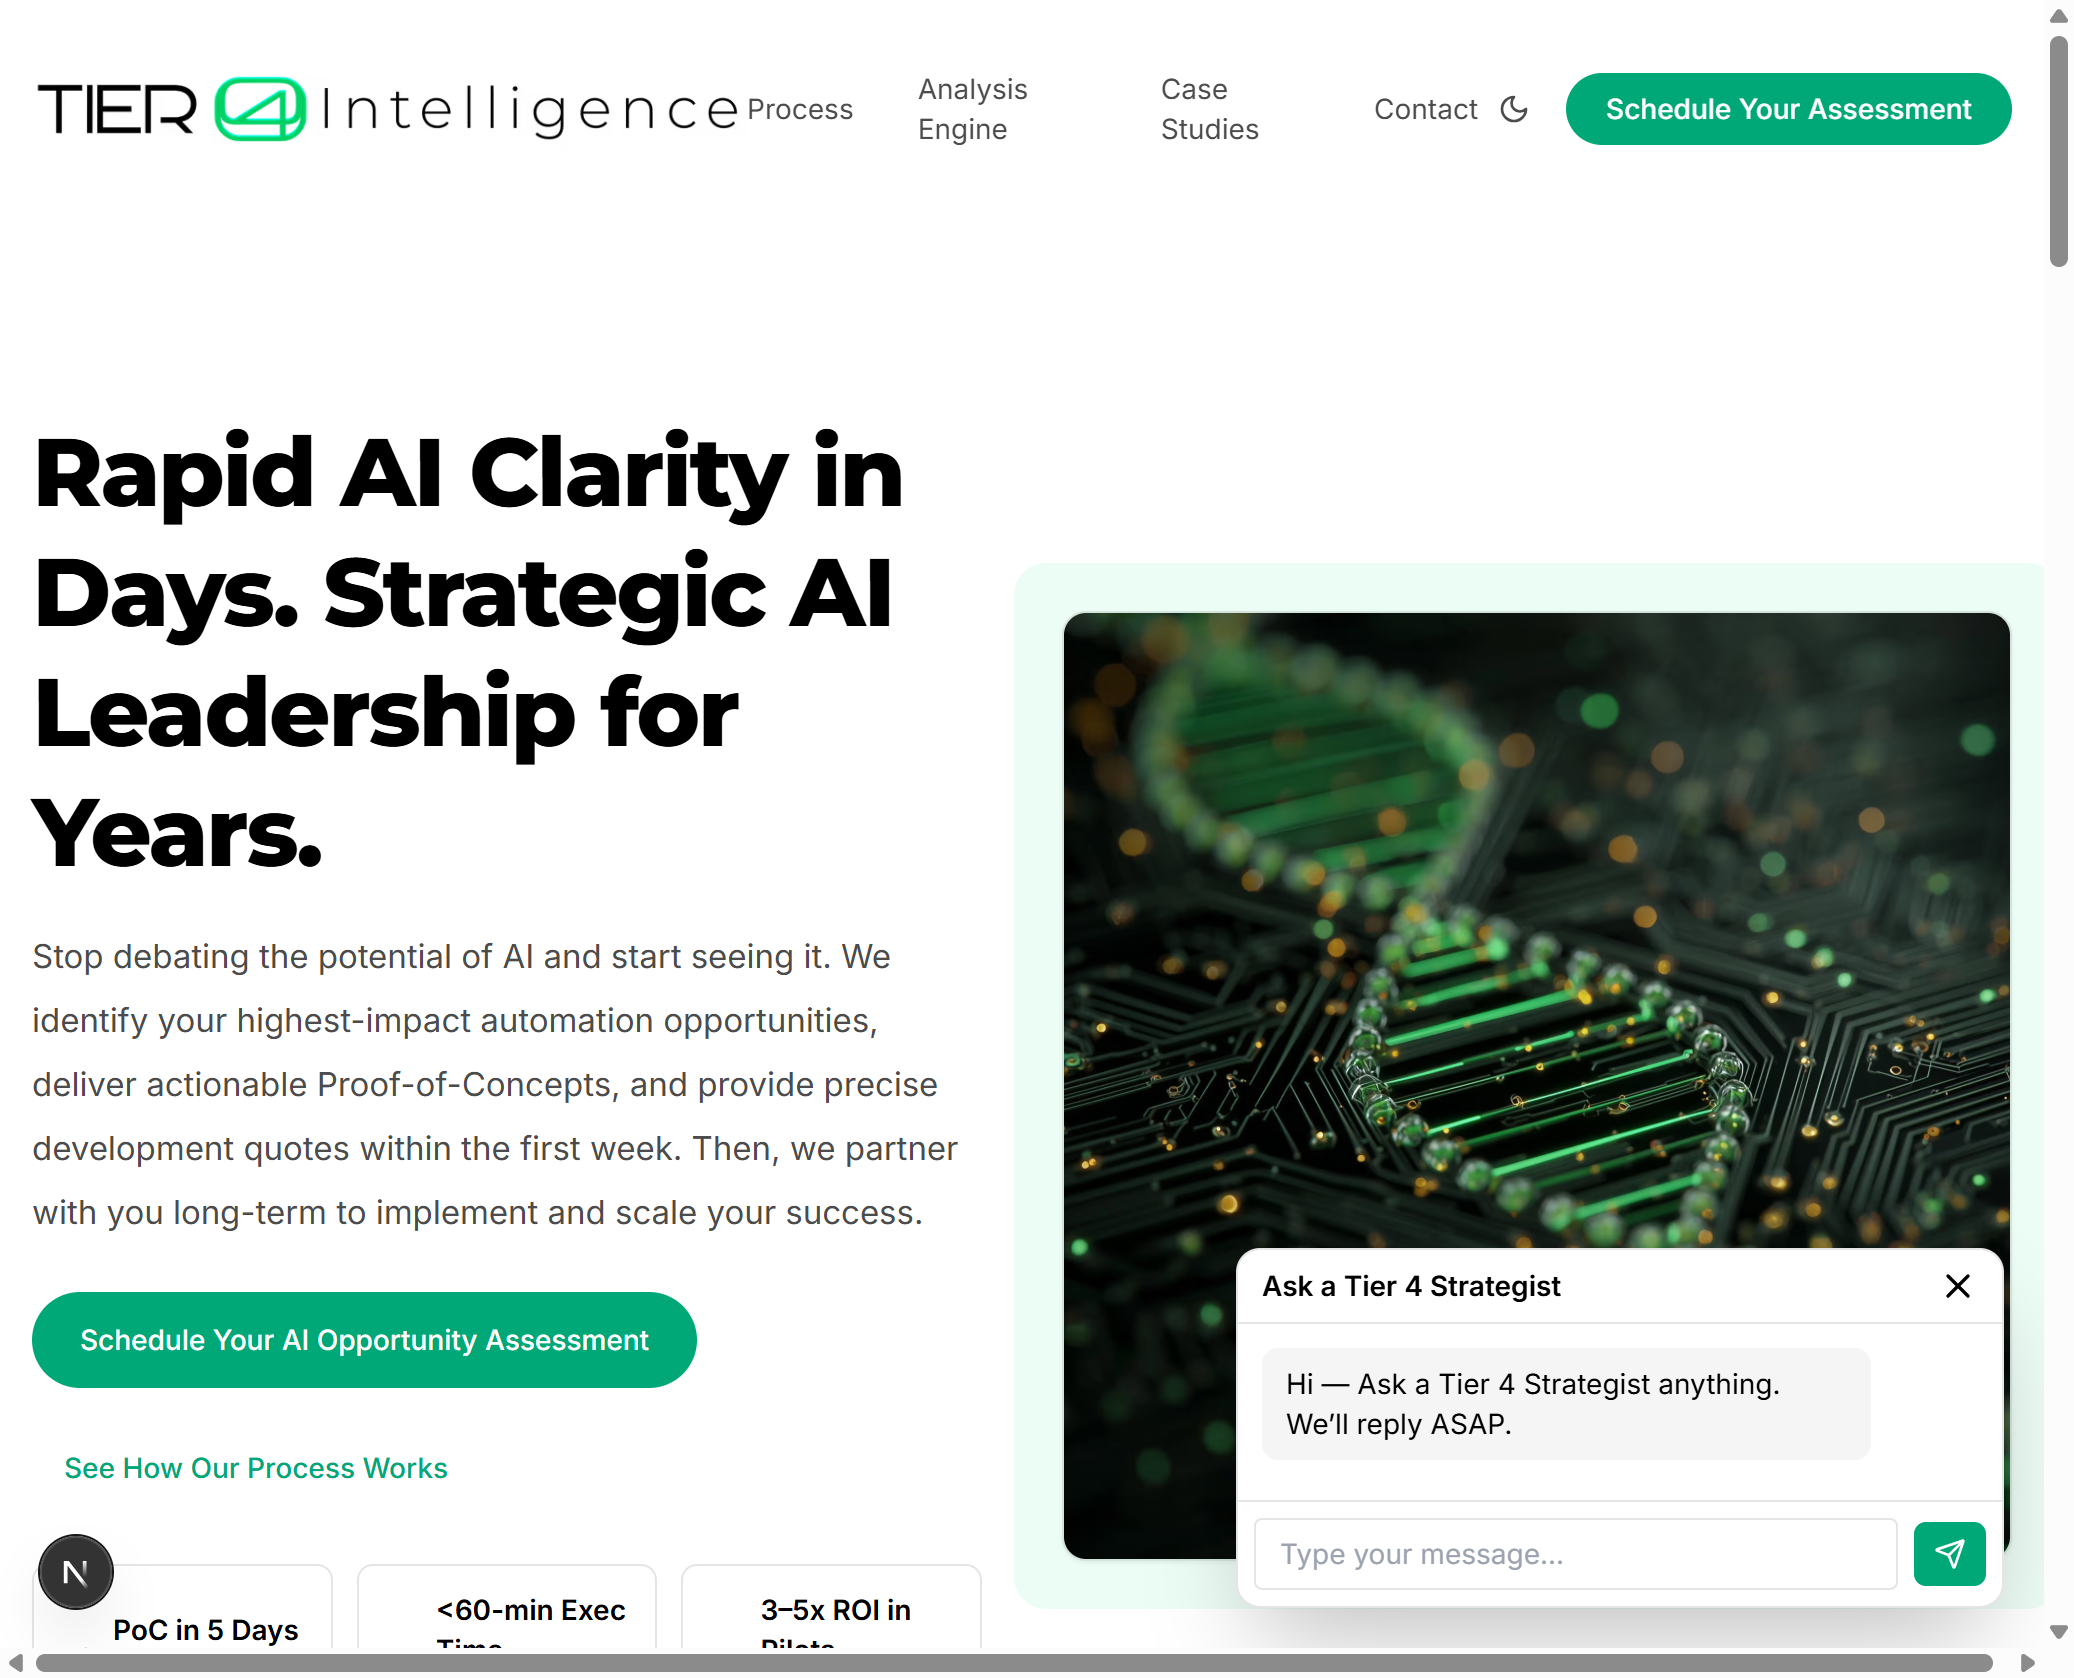 TIER 4 Intelligence
Process
Analysis
Engine
Case
Studies
Contact
Schedule Your Assessment
Rapid AI Clarity in
Days. Strategic AI
Leadership for
Years.
Stop debating the potential of AI and start seeing it. We
identify your highest-impact automation opportunities,
deliver actionable Proof-of-Concepts, and provide precise
development quotes within the first week. Then, we partner
with you long-term to implement and scale your success.
Schedule Your AI Opportunity Assessment
See How Our Process Works
N
PoC in 5 Days
<60-min Exec
Time
3–5x ROI in
Pilots
Ask a Tier 4 Strategist
Hi — Ask a Tier 4 Strategist anything.
We’ll reply ASAP.
Type your message...